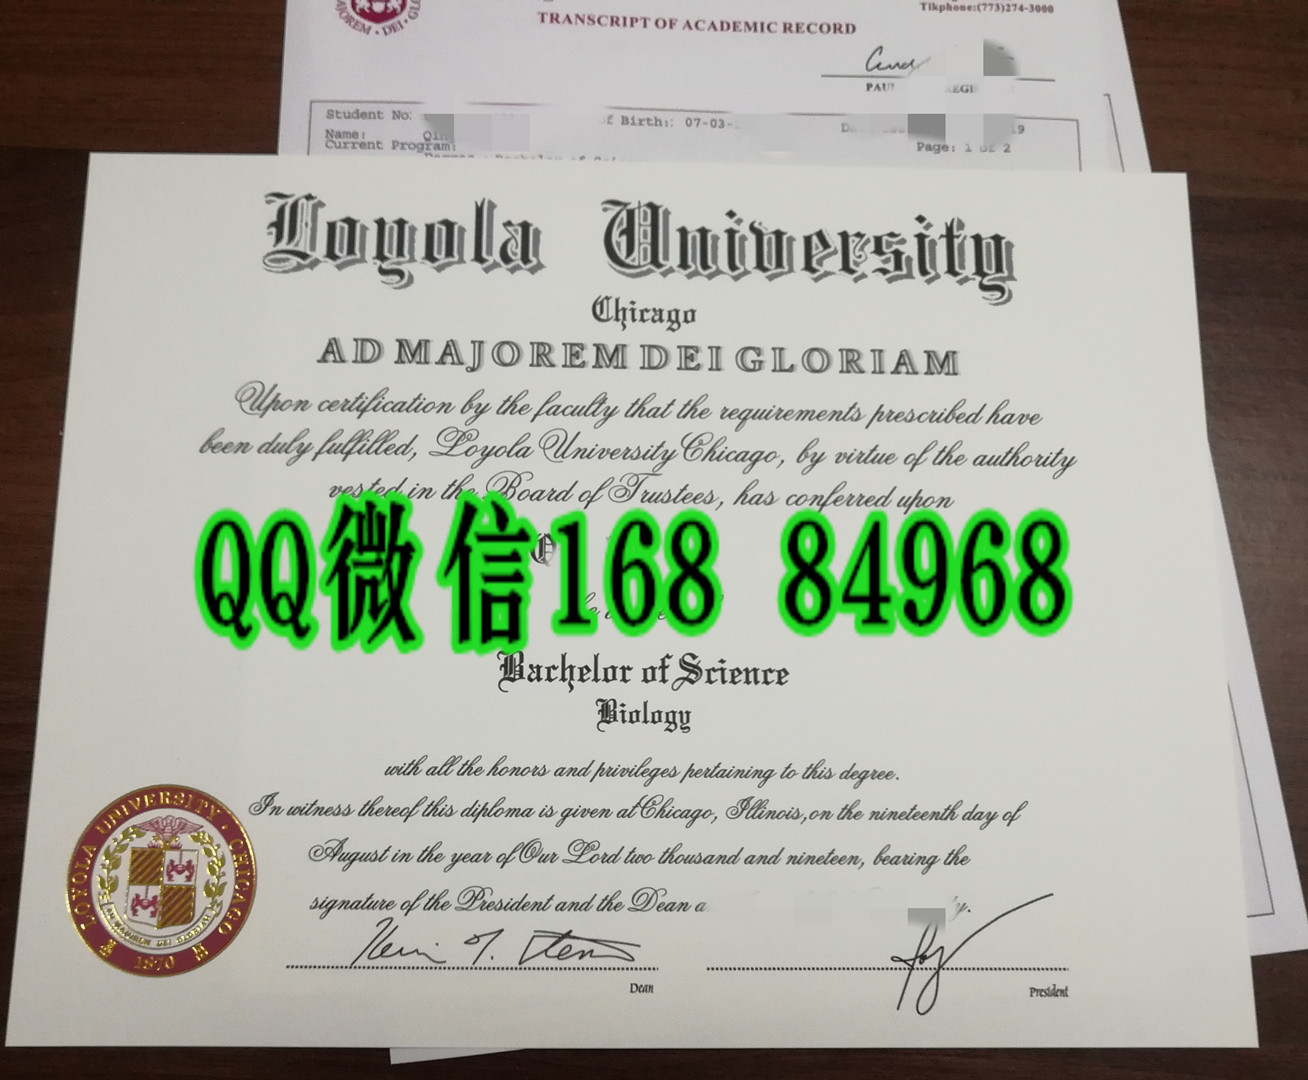 TRANSCRIPT OF ACADEMIC RECORD
Tikphone:(773)274-3000
Student No:
of Birth:: 07-03-
Name:
Current Program:
Page: 1 of 2
Loyola University
Chicago
AD MAJOREM DEI GLORIAM
Upon certification by the faculty that the requirements prescribed have
been duly fulfilled, Loyola University Chicago, by virtue of the authority
vested in the Board of Trustees, has conferred upon
QQ微信168 84968
Bachelor of Science
Biology
with all the honors and privileges pertaining to this degree.
In witness thereof this diploma is given at Chicago, Illinois, on the nineteenth day of
August in the year of Our Lord two thousand and nineteen, bearing the
signature of the President and the Dean
LOYOLA UNIVERSITY · CHICAGO
1870
Dean
President